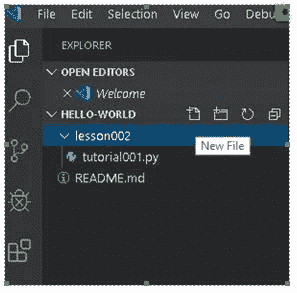 File Edit Selection View Go Debu
EXPLORER
OPEN EDITORS
Welcome
HELLO-WORLD
lesson002
New File
tutorial001.py
README.md